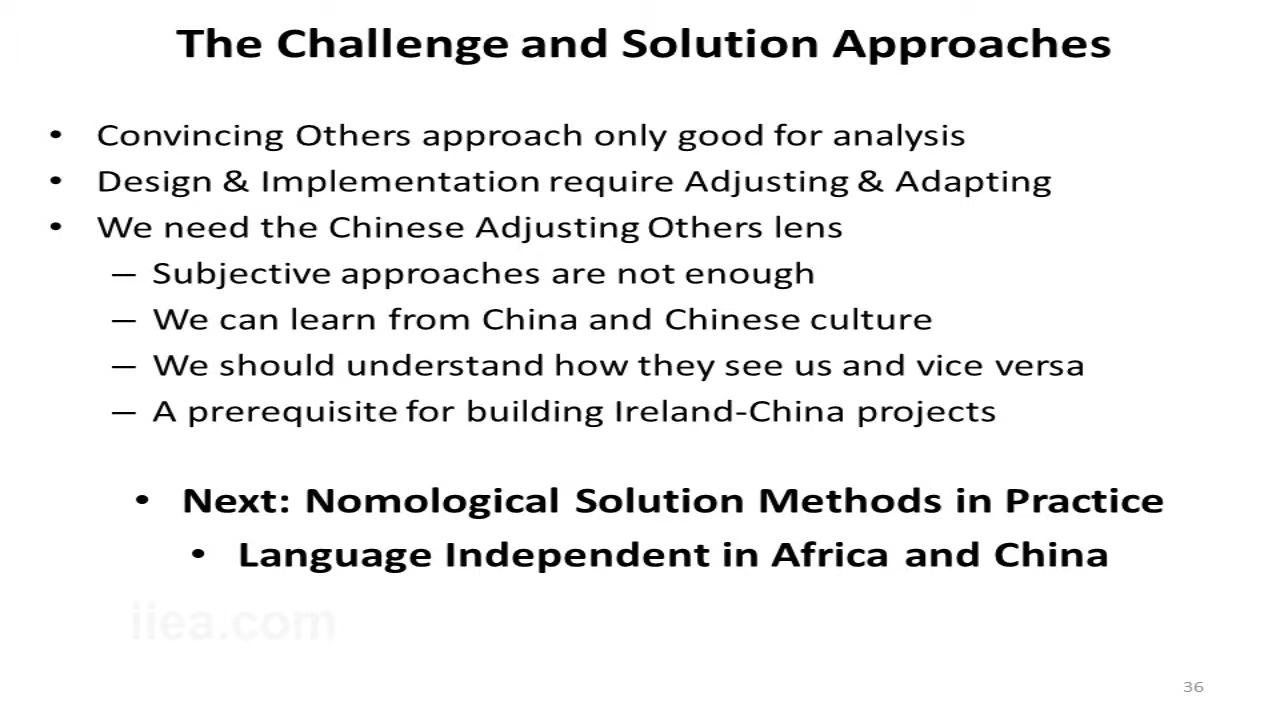 The Challenge and Solution Approaches
• Convincing Others approach only good for analysis
• Design & Implementation require Adjusting & Adapting
• We need the Chinese Adjusting Others lens
– Subjective approaches are not enough
– We can learn from China and Chinese culture
– We should understand how they see us and vice versa
– A prerequisite for building Ireland-China projects
• Next: Nomological Solution Methods in Practice
• Language Independent in Africa and China
iiea.com
36